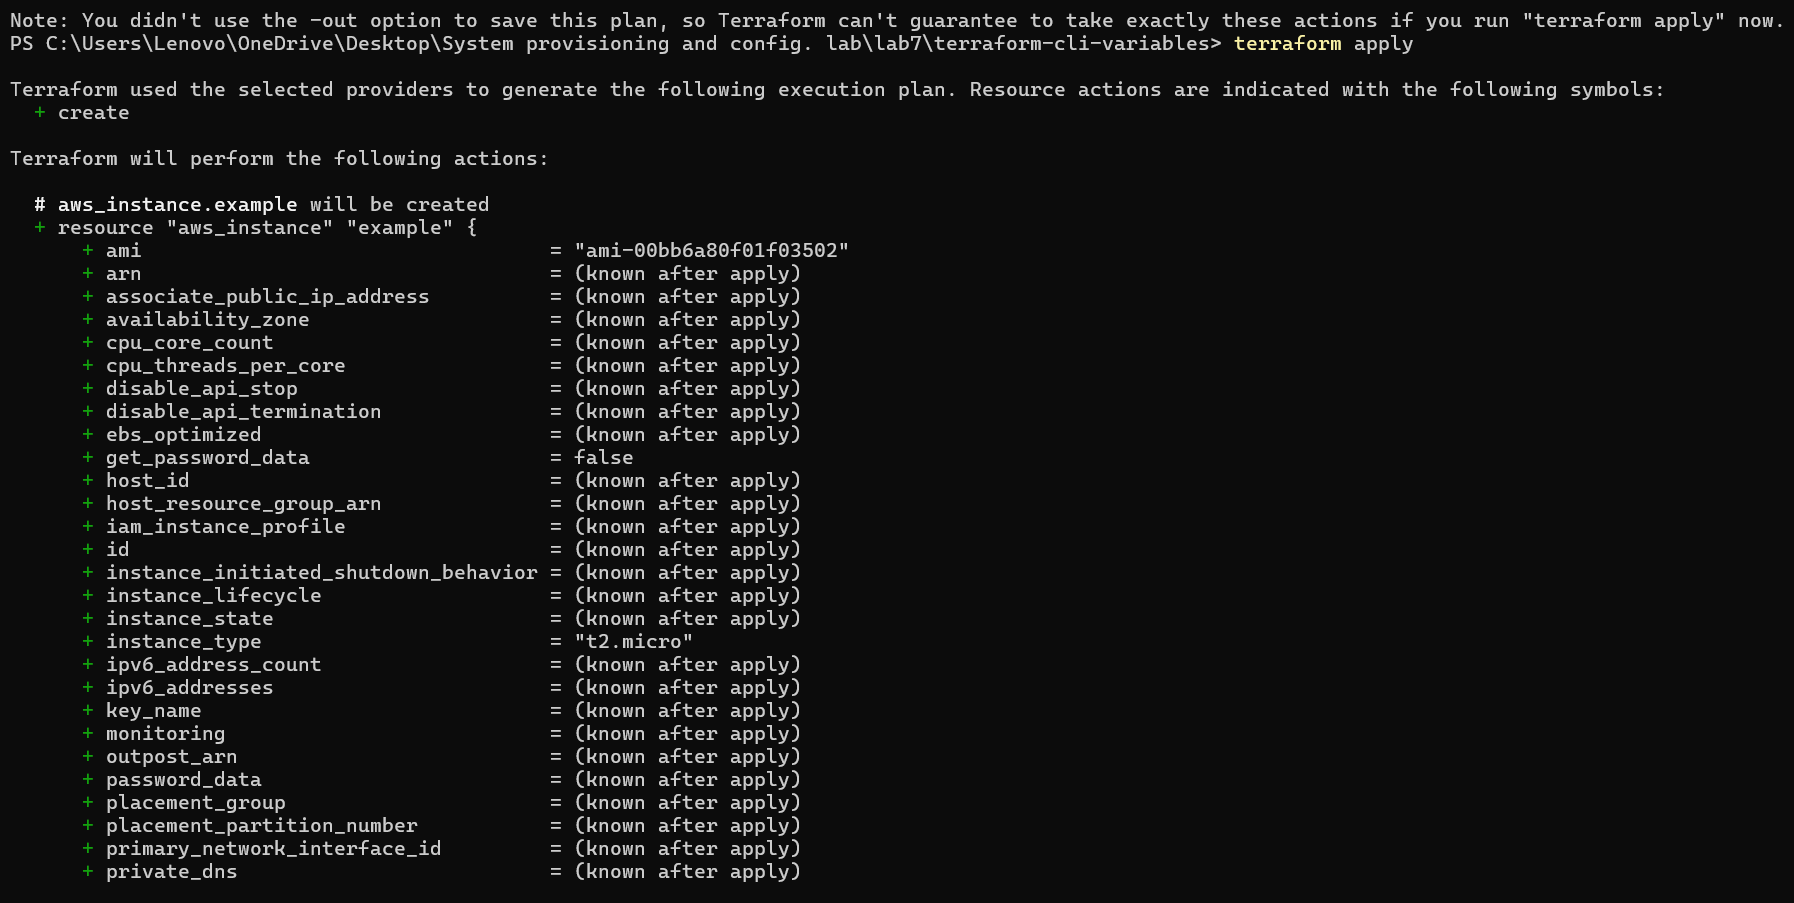 Note: You didn't use the -out option to save this plan, so Terraform can't guarantee to take exactly these actions if you run "terraform apply" now.
PS C:\Users\Lenovo\OneDrive\Desktop\System provisioning and config. lab\lab7\terraform-cli-variables> terraform apply

Terraform used the selected providers to generate the following execution plan. Resource actions are indicated with the following symbols:
  + create

Terraform will perform the following actions:

  # aws_instance.example will be created
  + resource "aws_instance" "example" {
      + ami                                  = "ami-00bb6a80f01f03502"
      + arn                                  = (known after apply)
      + associate_public_ip_address          = (known after apply)
      + availability_zone                    = (known after apply)
      + cpu_core_count                       = (known after apply)
      + cpu_threads_per_core                 = (known after apply)
      + disable_api_stop                     = (known after apply)
      + disable_api_termination              = (known after apply)
      + ebs_optimized                        = (known after apply)
      + get_password_data                    = false
      + host_id                              = (known after apply)
      + host_resource_group_arn              = (known after apply)
      + iam_instance_profile                 = (known after apply)
      + id                                   = (known after apply)
      + instance_initiated_shutdown_behavior = (known after apply)
      + instance_lifecycle                   = (known after apply)
      + instance_state                       = (known after apply)
      + instance_type                        = "t2.micro"
      + ipv6_address_count                   = (known after apply)
      + ipv6_addresses                       = (known after apply)
      + key_name                             = (known after apply)
      + monitoring                           = (known after apply)
      + outpost_arn                          = (known after apply)
      + password_data                        = (known after apply)
      + placement_group                      = (known after apply)
      + placement_partition_number           = (known after apply)
      + primary_network_interface_id         = (known after apply)
      + private_dns                          = (known after apply)